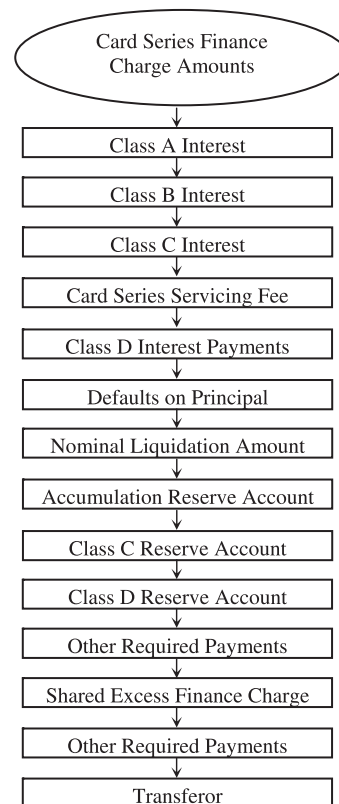 Card Series Finance
Charge Amounts
Class A Interest
Class B Interest
Class C Interest
Card Series Servicing Fee
Class D Interest Payments
Defaults on Principal
Nominal Liquidation Amount
Accumulation Reserve Account
Class C Reserve Account
Class D Reserve Account
Other Required Payments
Shared Excess Finance Charge
Other Required Payments
Transferor